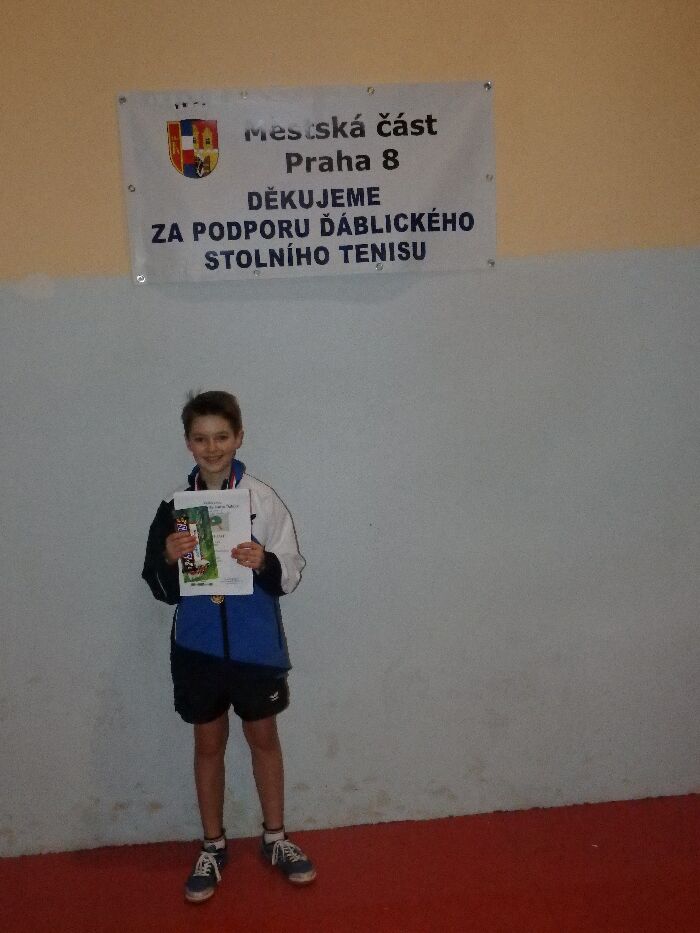 Městská část
Praha 8
DĚKUJEME
ZA PODPORU ĎÁBLICKÉHO
STOLNÍHO TENISU